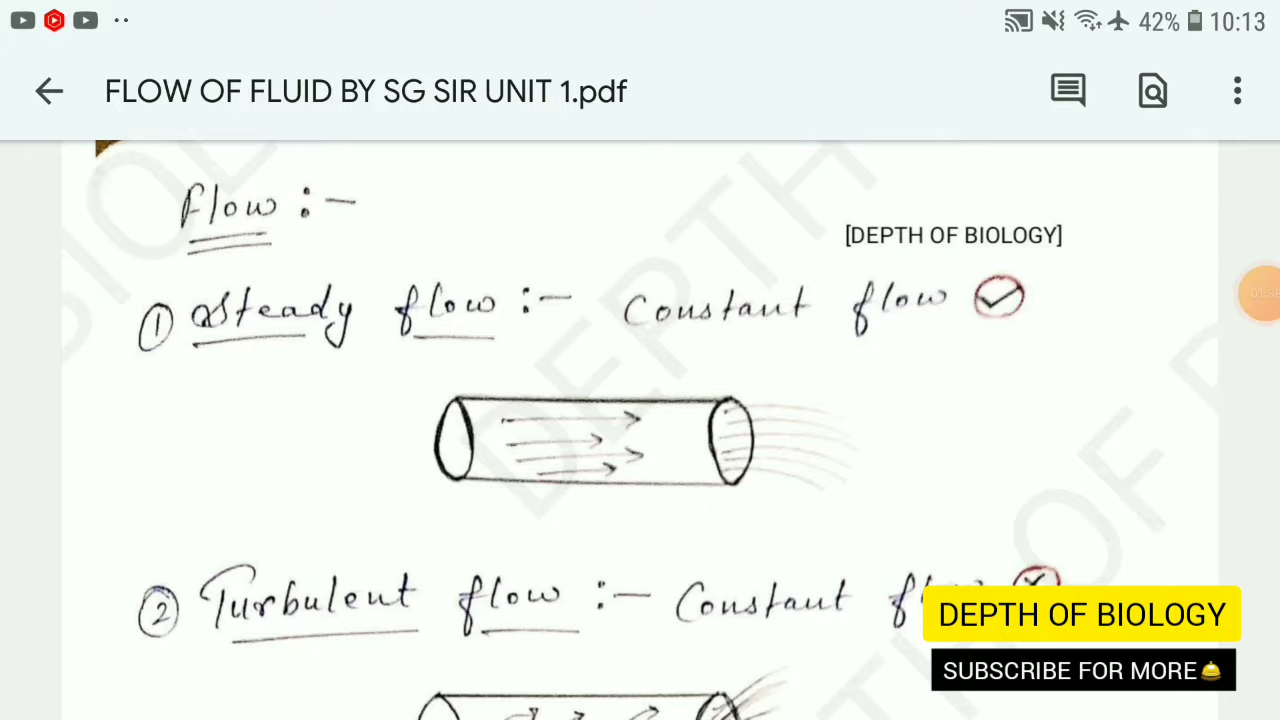 42% 10:13
FLOW OF FLUID BY SG SIR UNIT 1.pdf
Flow :-
[DEPTH OF BIOLOGY]
① Steady flow :- Constant flow ✓
② Turbulent flow :- Constant
DEPTH OF BIOLOGY
SUBSCRIBE FOR MORE